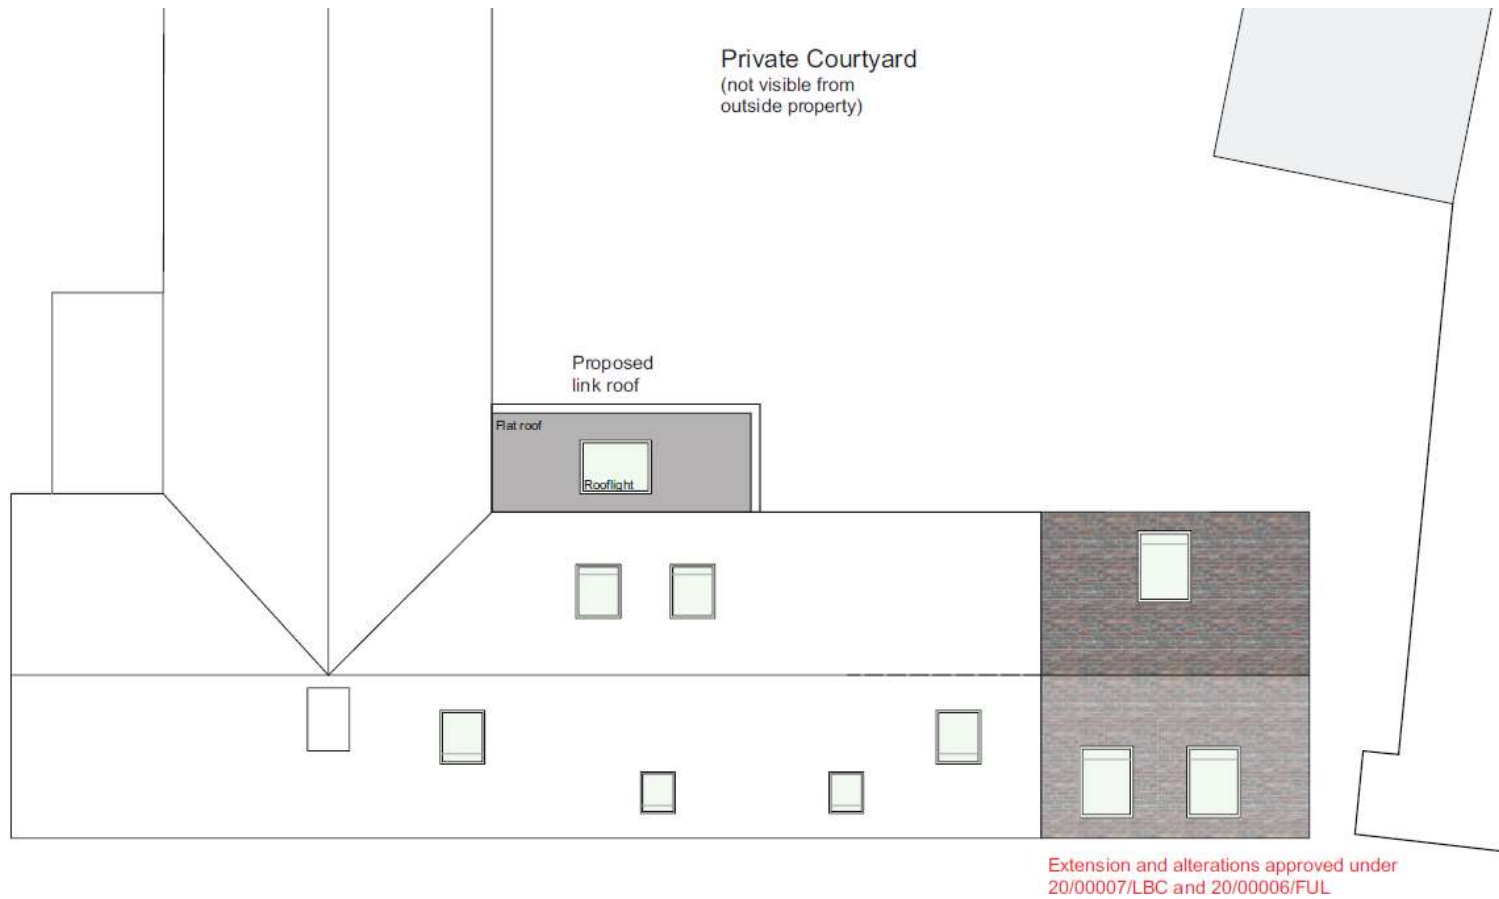 Private Courtyard
(not visible from
outside property)
Proposed
link roof
Flat roof
Rooflight
Extension and alterations approved under
20/00007/LBC and 20/00006/FUL